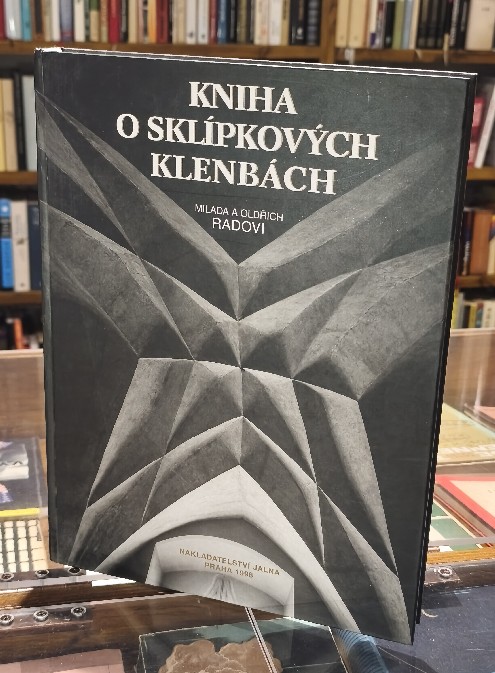 KNIHA
O SKLÍPKOVÝCH
KLENBÁCH
MILADA A OLDŘICH
RADOVI
NAKLADATELSTVÍ JALNA
PRAHA 1998